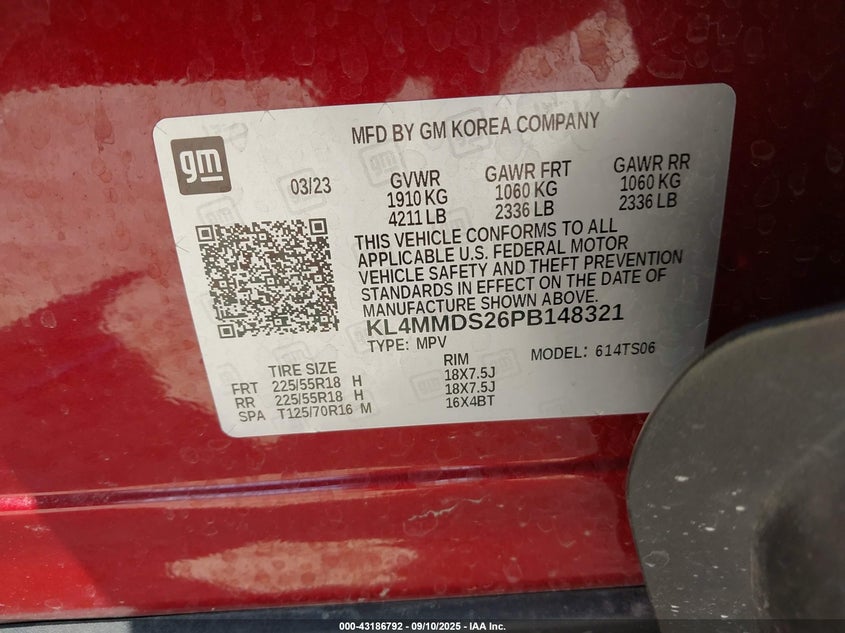 gm
MFD BY GM KOREA COMPANY
03/23
GVWR
1910 KG
4211 LB
GAWR FRT
1060 KG
2336 LB
GAWR RR
1060 KG
2336 LB
THIS VEHICLE CONFORMS TO ALL
APPLICABLE U.S. FEDERAL MOTOR
VEHICLE SAFETY AND THEFT PREVENTION
STANDARDS IN EFFECT ON THE DATE OF
MANUFACTURE SHOWN ABOVE.
KL4MMDS26PB148321
TYPE: MPV MODEL: 614TS06
TIRE SIZE RIM
FRT 225/55R18 H 18X7.5J
RR 225/55R18 H 18X7.5J
SPA T125/70R16 M 16X4BT
000-43186792 - 09/10/2025 - IAA Inc.